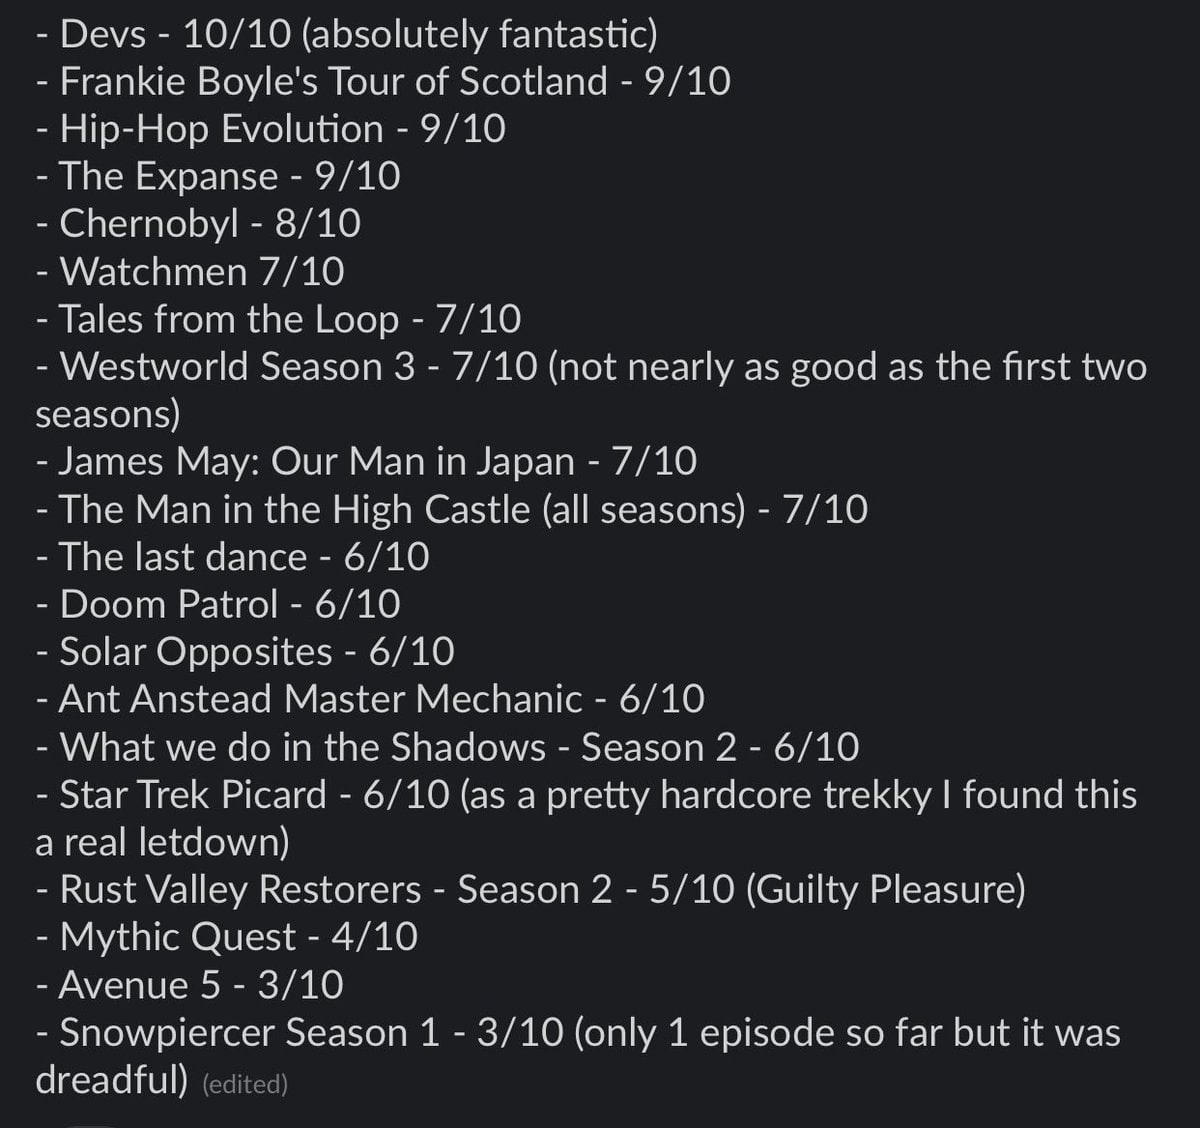 - Devs - 10/10 (absolutely fantastic)
- Frankie Boyle's Tour of Scotland - 9/10
- Hip-Hop Evolution - 9/10
- The Expanse - 9/10
- Chernobyl - 8/10
- Watchmen 7/10
- Tales from the Loop - 7/10
- Westworld Season 3 - 7/10 (not nearly as good as the first two
seasons)
- James May: Our Man in Japan - 7/10
- The Man in the High Castle (all seasons) - 7/10
- The last dance - 6/10
- Doom Patrol - 6/10
- Solar Opposites - 6/10
- Ant Anstead Master Mechanic - 6/10
- What we do in the Shadows - Season 2 - 6/10
- Star Trek Picard - 6/10 (as a pretty hardcore trekky I found this
a real letdown)
- Rust Valley Restorers - Season 2 - 5/10 (Guilty Pleasure)
- Mythic Quest - 4/10
- Avenue 5 - 3/10
- Snowpiercer Season 1 - 3/10 (only 1 episode so far but it was
dreadful) (edited)